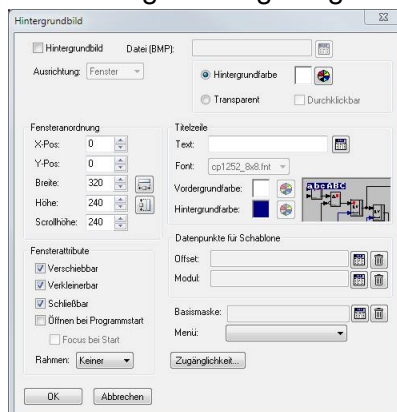 Hintergrundbild
Hintergrundbild Datei (BMP):
Ausrichtung: Fenster
Hintergrundfarbe
Transparent Durchklickbar
Fensteranordnung
X-Pos: 0
Y-Pos: 0
Breite: 320
Höhe: 240
Scrollhöhe: 240
Titelzeile
Text:
Font: cp1252_8x8.fnt
Vordergrundfarbe:
Hintergrundfarbe:
abcABC
Fensterattribute
Verschiebbar
Verkleinerbar
Schließbar
Öffnen bei Programmstart
Focus bei Start
Rahmen: Keiner
Datenpunkte für Schablone
Offset:
Modul:
Basismaske:
Menü:
Zugänglichkeit...
OK Abbrechen